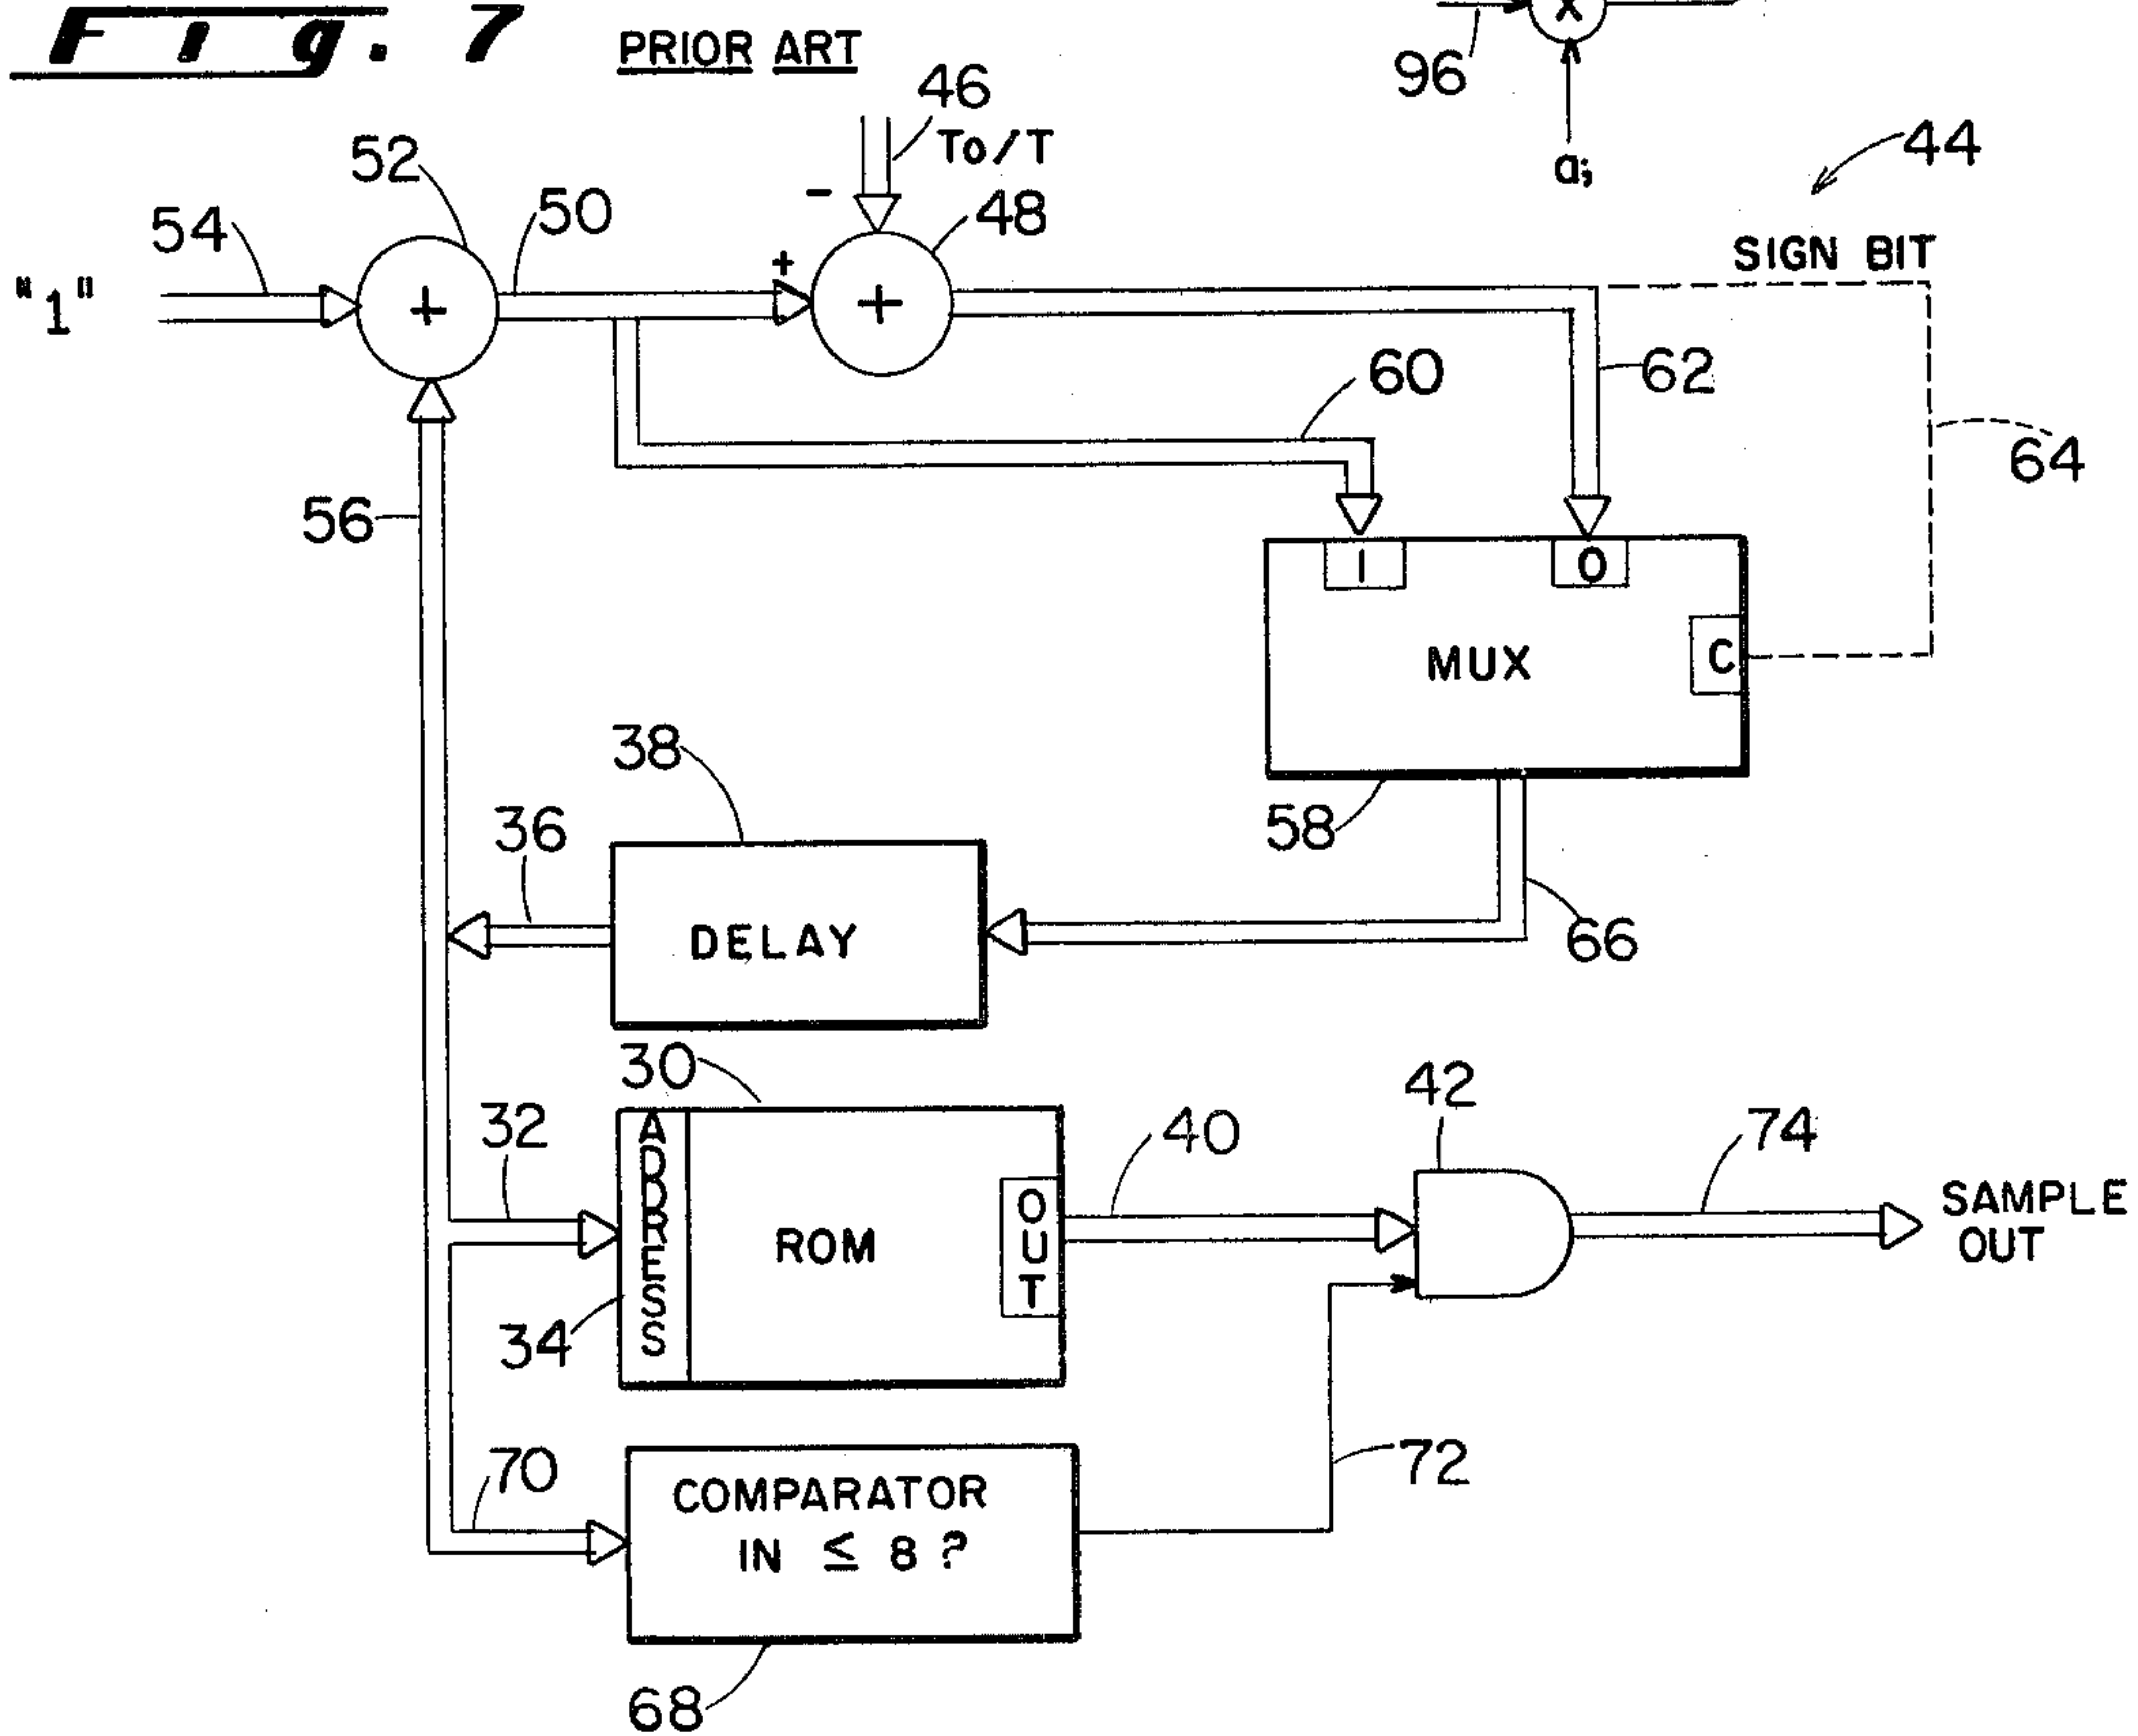 Fig. 7
PRIOR ART
96
a;
44
46
To/T
-
48
52
50
54
"1"
+
+
+
SIGN BIT
60
62
64
56
1
0
C
MUX
58
38
36
DELAY
66
30
32
ADDRESS
34
ROM
OUT
40
42
74
SAMPLE
OUT
70
COMPARATOR
IN ≤ 8 ?
72
68